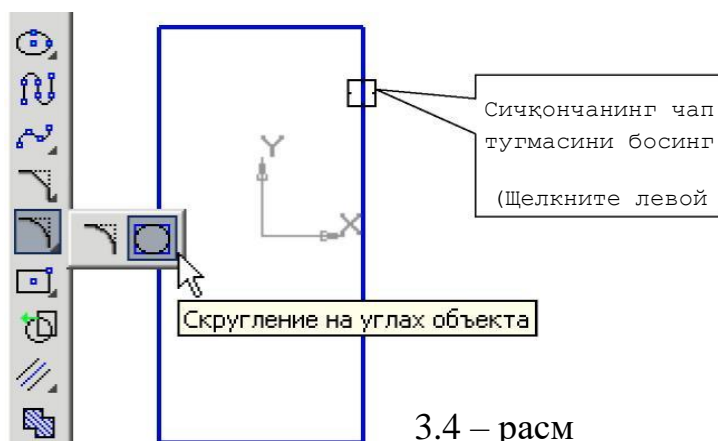 Сичқончанинг чап
тугмасини босинг
(Щелкните левой
Y
X
Скругление на углах объекта
3.4 – расм